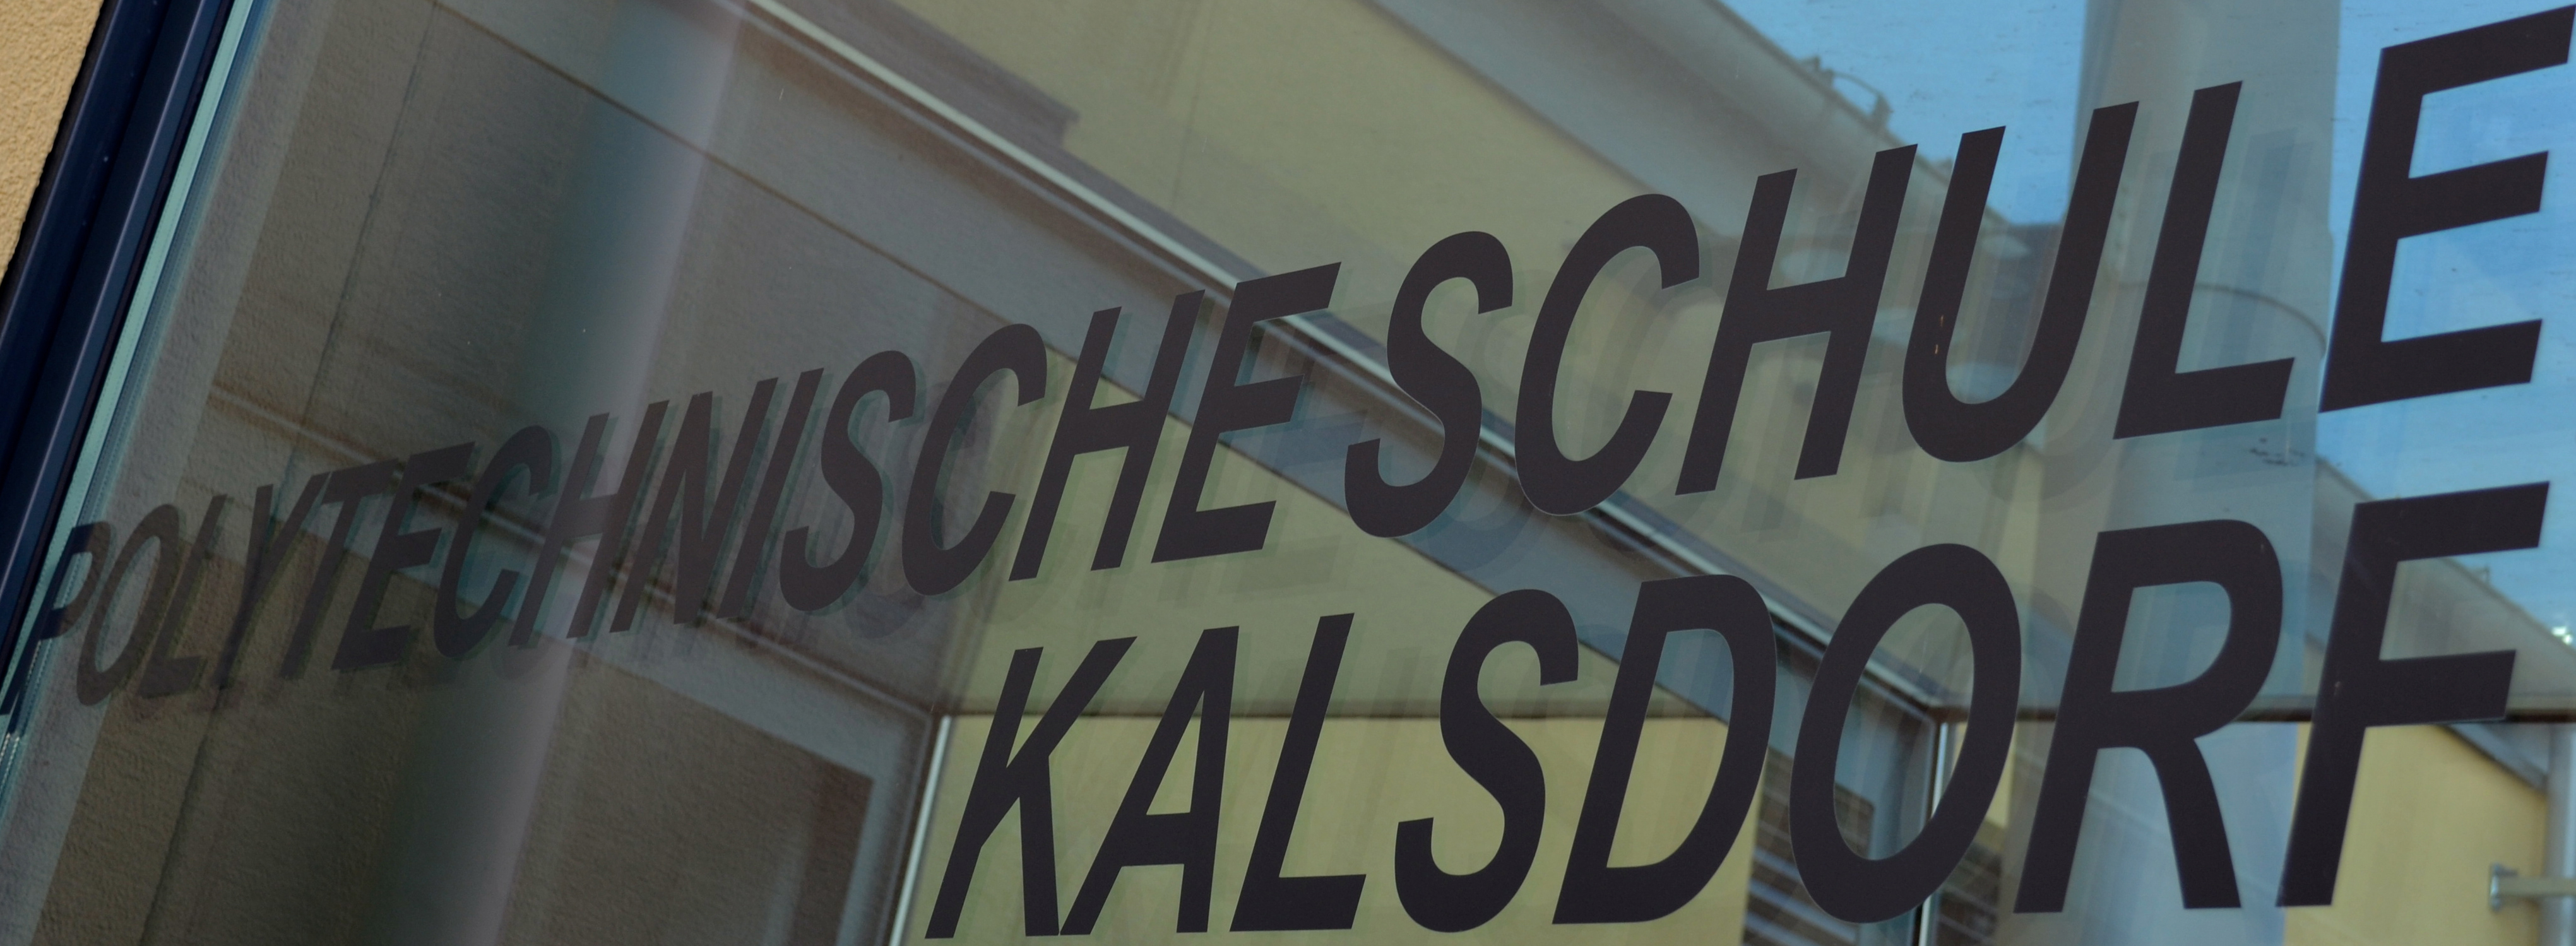 POLYTECHNISCHE SCHULE
KALSDORF